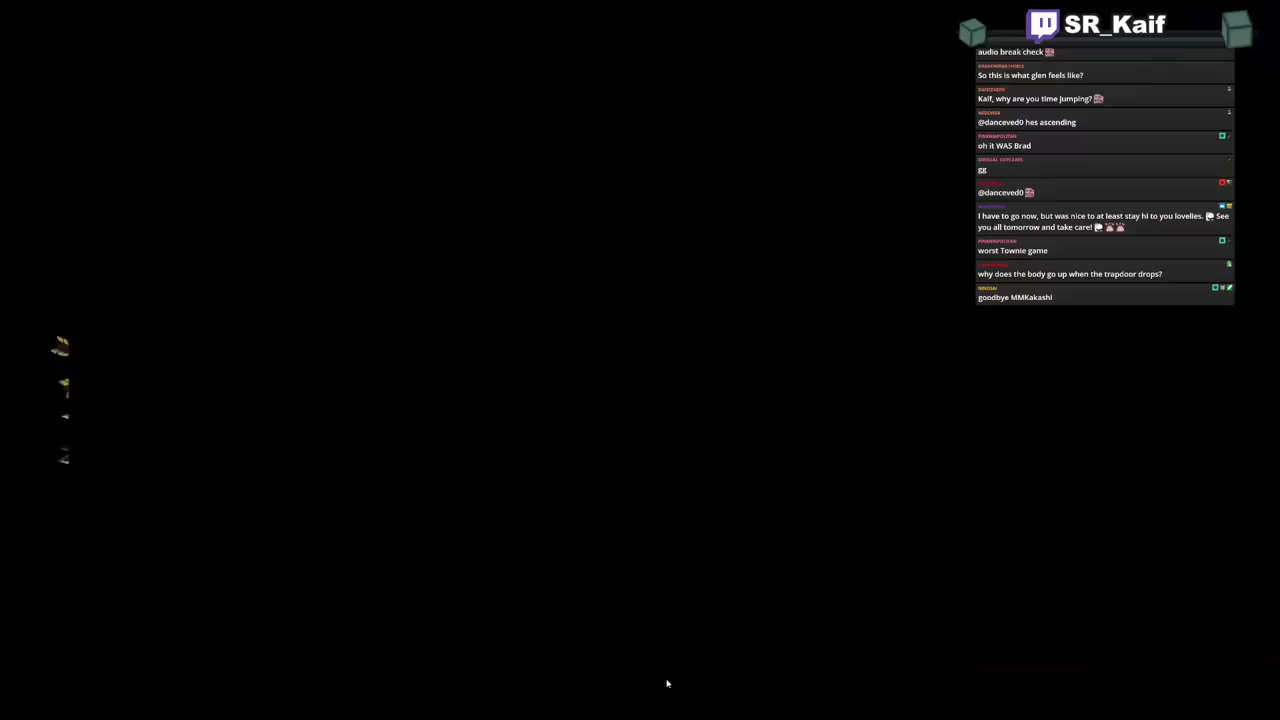 SR_Kaif
audio break check
So this is what glen feels like?
DANCEVED0
Kaif, why are you time jumping?
@danceved0 hes ascending
PINKNEAPOLITAN
oh it WAS Brad
gg
@danceved0
I have to go now, but was nice to at least stay hi to you lovelies. See
you all tomorrow and take care!
PINKNEAPOLITAN
worst Townie game
why does the body go up when the trapdoor drops?
goodbye MMKakashi